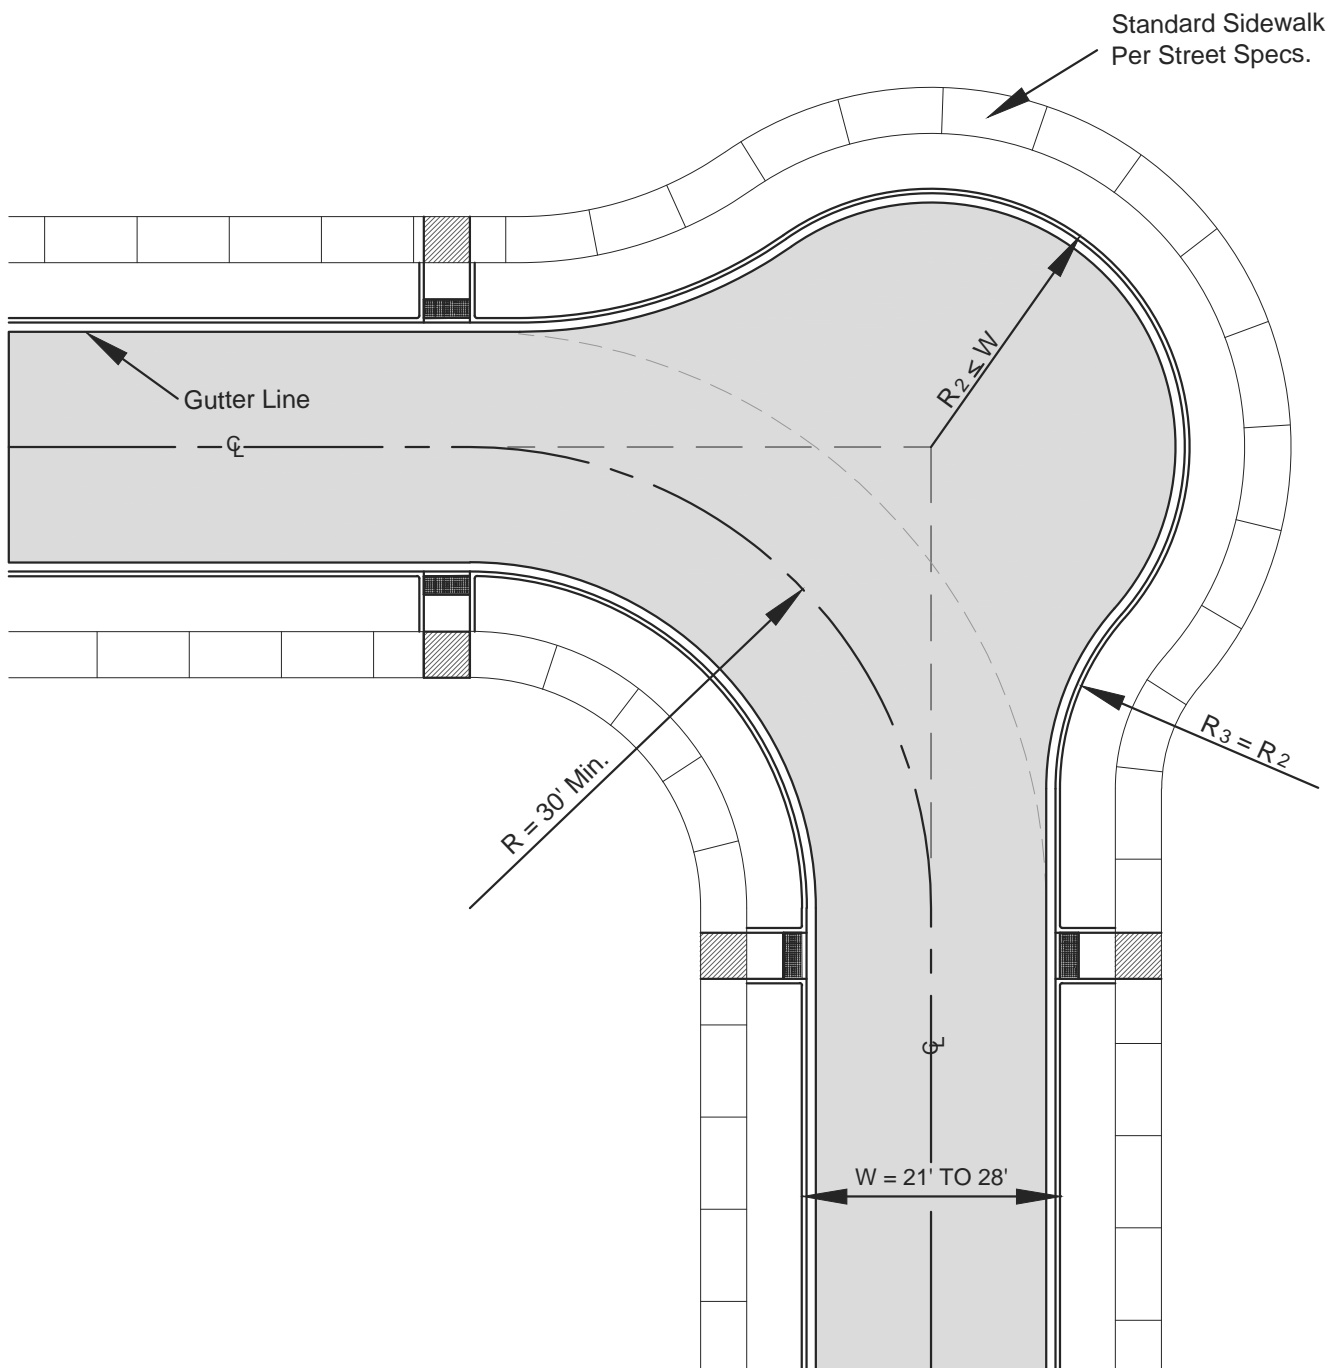 Standard Sidewalk
Per Street Specs.
Gutter Line
℄
R2 ≤ W
R3 = R2
R = 30' Min.
℄
W = 21' TO 28'